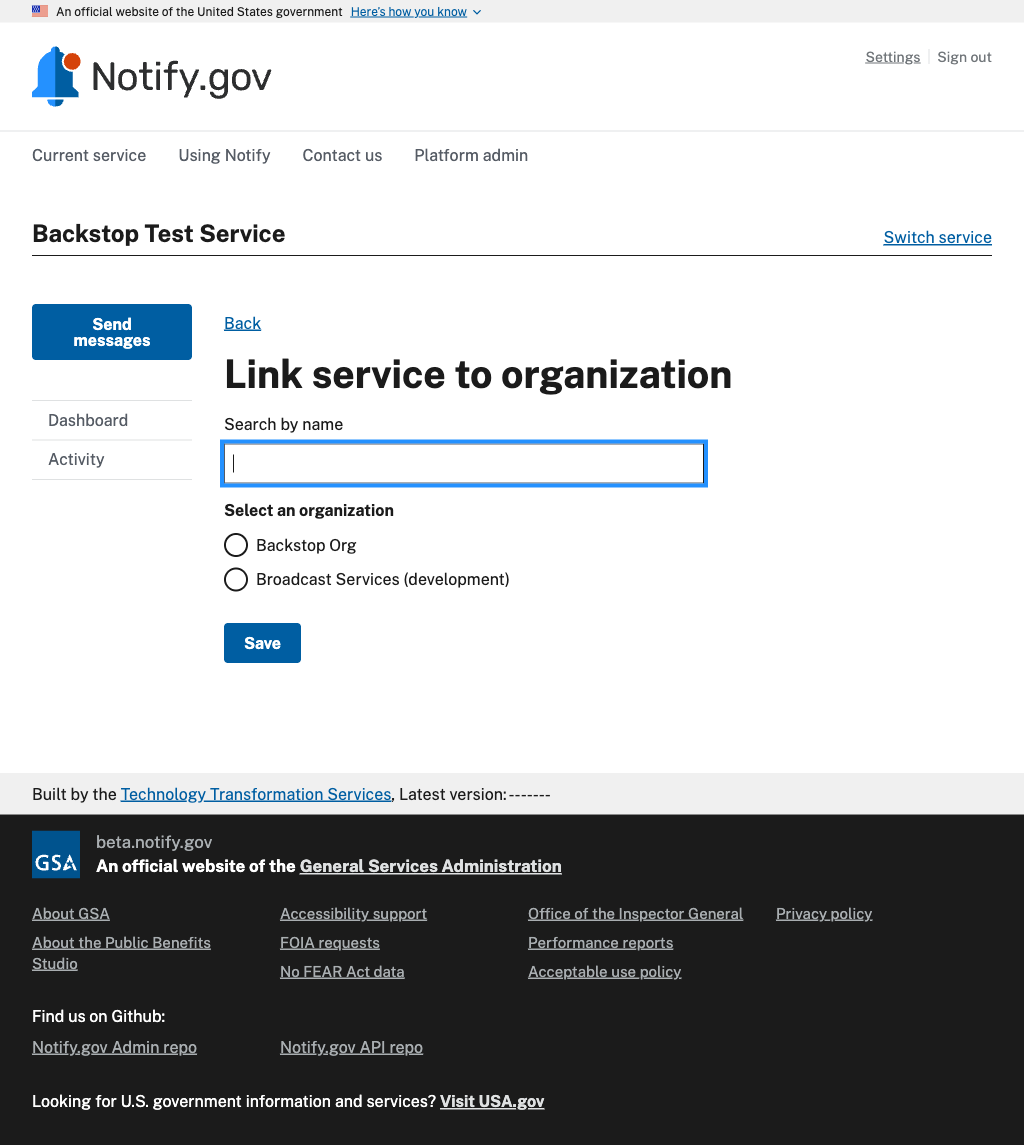 An official website of the United States government Here's how you know
Notify.gov
Settings Sign out
Current service Using Notify Contact us Platform admin
Backstop Test Service
Switch service
Send
messages
Dashboard
Activity
Back
Link service to organization
Search by name
Select an organization
Backstop Org
Broadcast Services (development)
Save
Built by the Technology Transformation Services, Latest version:-------
GSA
beta.notify.gov
An official website of the General Services Administration
About GSA
About the Public Benefits
Studio
Accessibility support
FOIA requests
No FEAR Act data
Office of the Inspector General
Performance reports
Acceptable use policy
Privacy policy
Find us on Github:
Notify.gov Admin repo
Notify.gov API repo
Looking for U.S. government information and services? Visit USA.gov